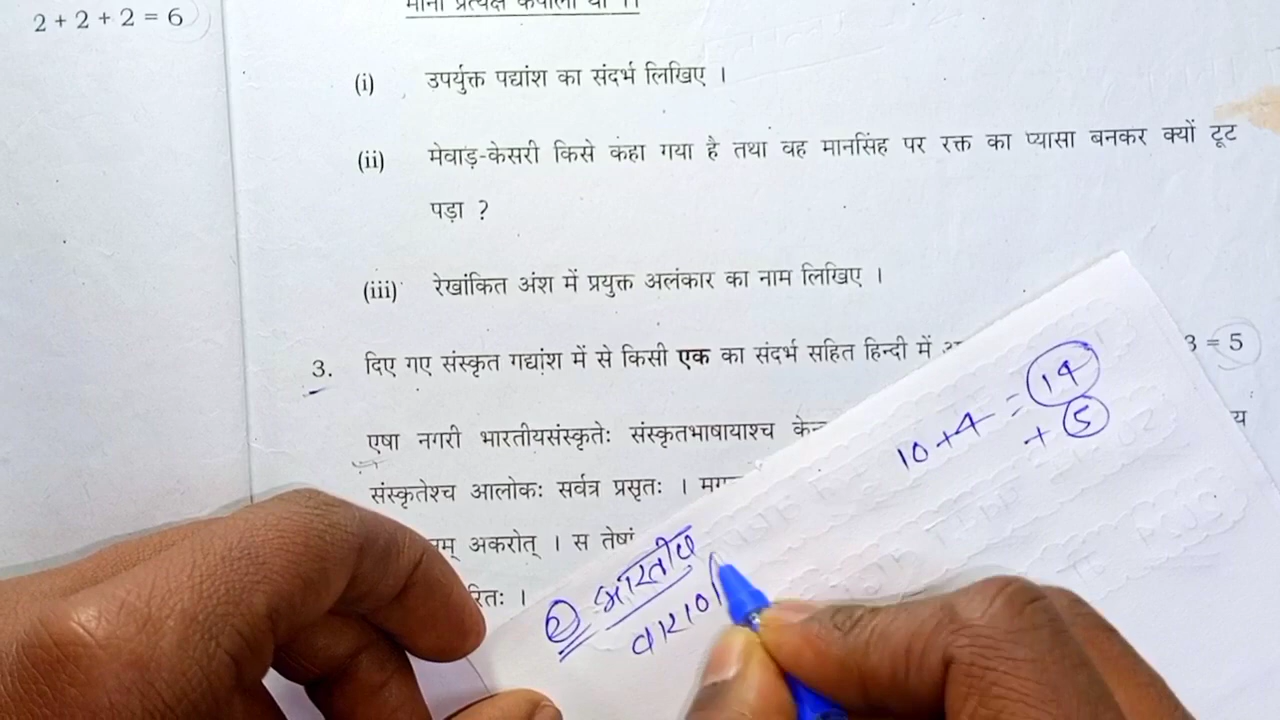 2 + 2 + 2 = 6
(i) उपर्युक्त पद्यांश का संदर्भ लिखिए ।
(ii) मेवाड़-केसरी किसे कहा गया है तथा वह मानसिंह पर रक्त का प्यासा बनकर क्यों टूट
पड़ा ?
(iii) रेखांकित अंश में प्रयुक्त अलंकार का नाम लिखिए ।
3. दिए गए संस्कृत गद्यांश में से किसी एक का संदर्भ सहित हिन्दी में
3 = 5
एषा नगरी भारतीयसंस्कृतेः संस्कृतभाषायाश्च
संस्कृतेश्च आलोकः सर्वत्र प्रसृतः ।
अकरोत् । स तेषां
10 + 4 = 14
+ 5